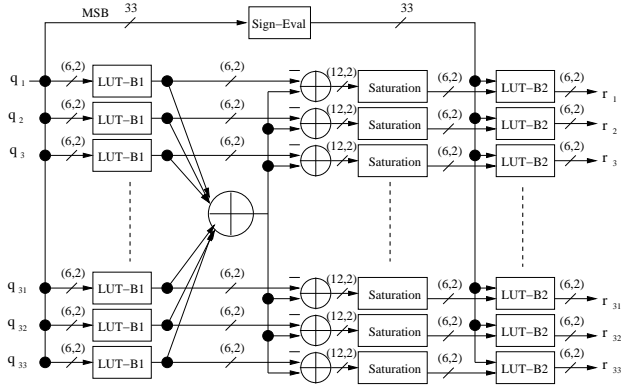 MSB 33 Sign–Eval 33
(6,2) (6,2) (12,2) (6,2) (6,2)
q 1 LUT–B1 Saturation LUT–B2 r 1
(6,2) (6,2) (12,2) (6,2) (6,2)
q 2 LUT–B1 Saturation LUT–B2 r 2
(6,2) (6,2) (12,2) (6,2) (6,2)
q 3 LUT–B1 Saturation LUT–B2 r 3
(6,2) (6,2) (12,2) (6,2) (6,2)
q 31 LUT–B1 Saturation LUT–B2 r 31
(6,2) (6,2) (12,2) (6,2) (6,2)
q 32 LUT–B1 Saturation LUT–B2 r 32
(6,2) (6,2) (12,2) (6,2) (6,2)
q 33 LUT–B1 Saturation LUT–B2 r 33